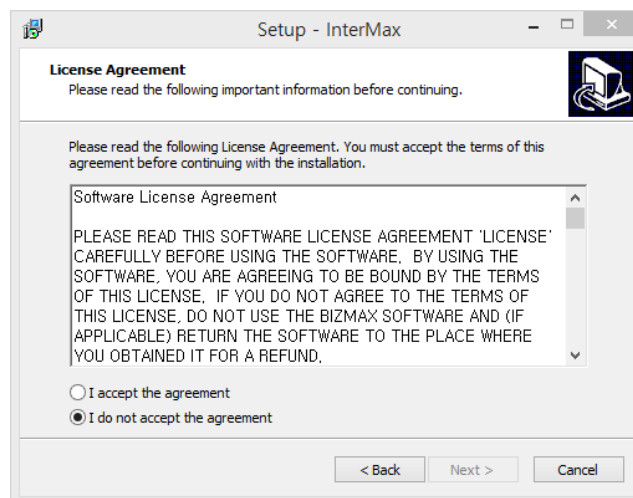 Setup - InterMax
License Agreement
Please read the following important information before continuing.
Please read the following License Agreement. You must accept the terms of this
agreement before continuing with the installation.
Software License Agreement
PLEASE READ THIS SOFTWARE LICENSE AGREEMENT 'LICENSE'
CAREFULLY BEFORE USING THE SOFTWARE. BY USING THE
SOFTWARE, YOU ARE AGREEING TO BE BOUND BY THE TERMS
OF THIS LICENSE. IF YOU DO NOT AGREE TO THE TERMS OF
THIS LICENSE, DO NOT USE THE BIZMAX SOFTWARE AND (IF
APPLICABLE) RETURN THE SOFTWARE TO THE PLACE WHERE
YOU OBTAINED IT FOR A REFUND.
I accept the agreement
I do not accept the agreement
< Back Next > Cancel